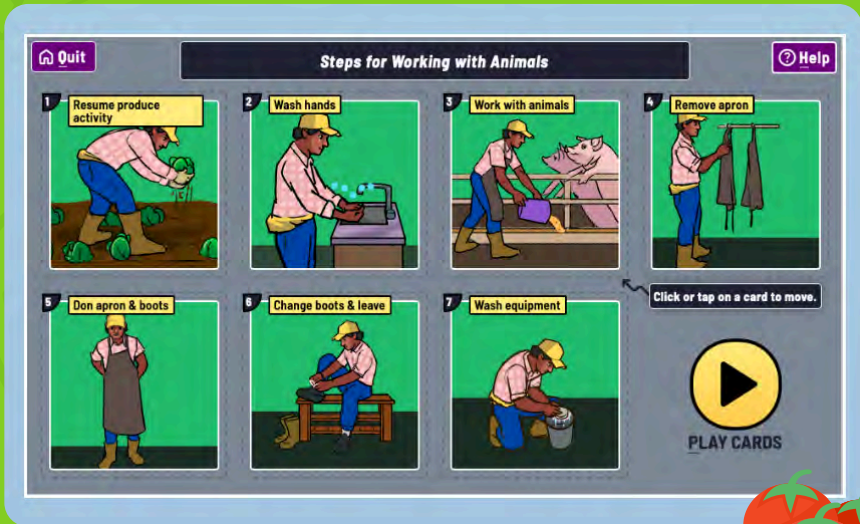 Quit
Steps for Working with Animals
Help
1
Resume produce
activity
2
Wash hands
3
Work with animals
4
Remove apron
5
Don apron & boots
6
Change boots & leave
7
Wash equipment
Click or tap on a card to move.
PLAY CARDS